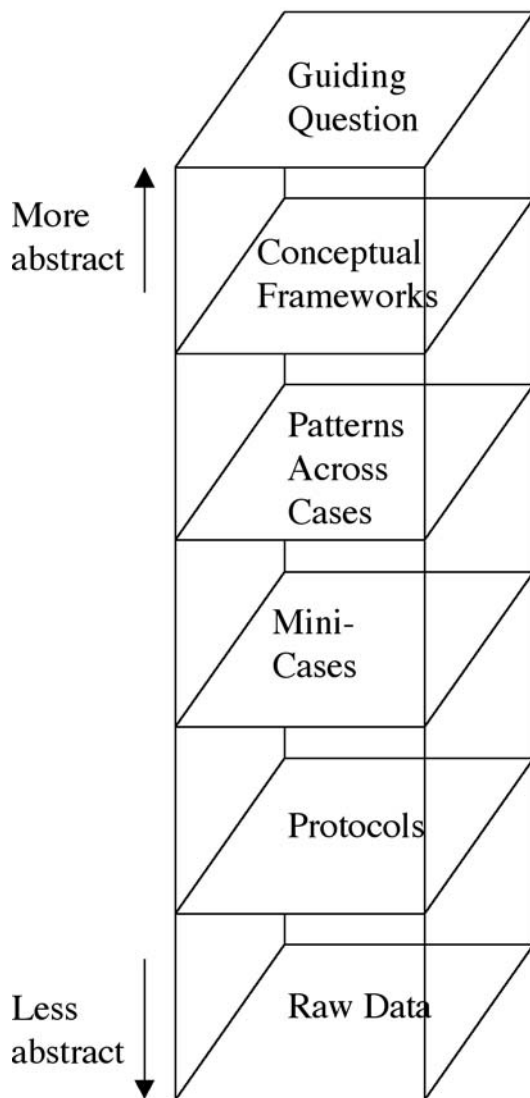 Guiding
Question
More
abstract
Conceptual
Frameworks
Patterns
Across
Cases
Mini-
Cases
Protocols
Less
abstract
Raw Data